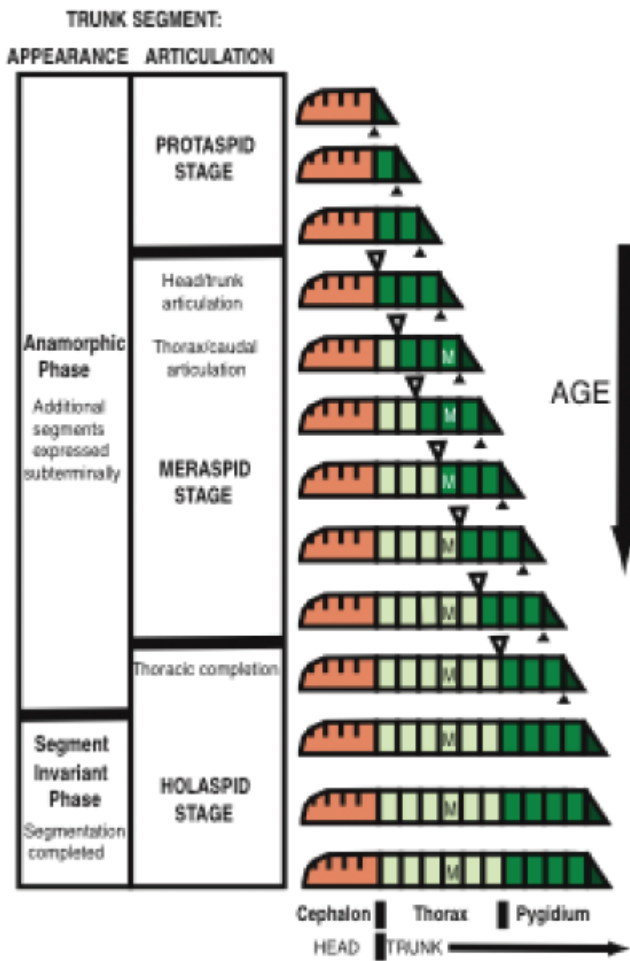 TRUNK SEGMENT:
APPEARANCE ARTICULATION
PROTASPID
STAGE
Head/trunk
articulation
Anamorphic
Phase
Thorax/caudal
articulation
Additional
segments
expressed
subterminally
MERASPID
STAGE
AGE
M
M
M
M
M
M
M
M
M
Thoracic completion
Segment
Invariant
Phase
Segmentation
completed
HOLASPID
STAGE
Cephalon Thorax Pygidium
HEAD TRUNK